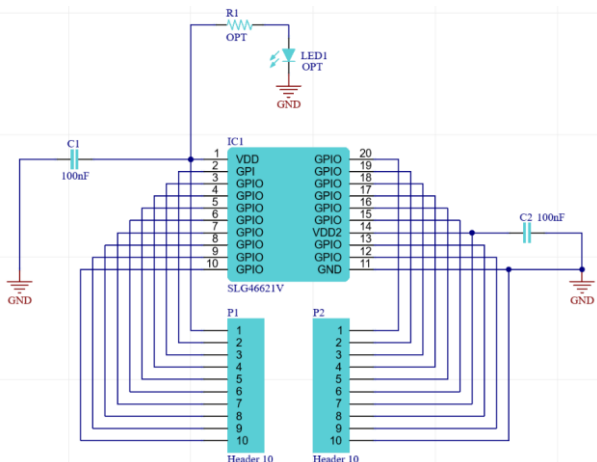 R1
OPT
LED1
OPT
GND
C1
100nF
IC1
1 VDD GPIO 20
2 GPI GPIO 19
3 GPIO GPIO 18
4 GPIO GPIO 17
5 GPIO GPIO 16
6 GPIO GPIO 15
7 GPIO VDD2 14
8 GPIO GPIO 13
9 GPIO GPIO 12
10 GPIO GND 11
SLG46621V
C2 100nF
GND
GND
P1
1
2
3
4
5
6
7
8
9
10
Header 10
P2
1
2
3
4
5
6
7
8
9
10
Header 10